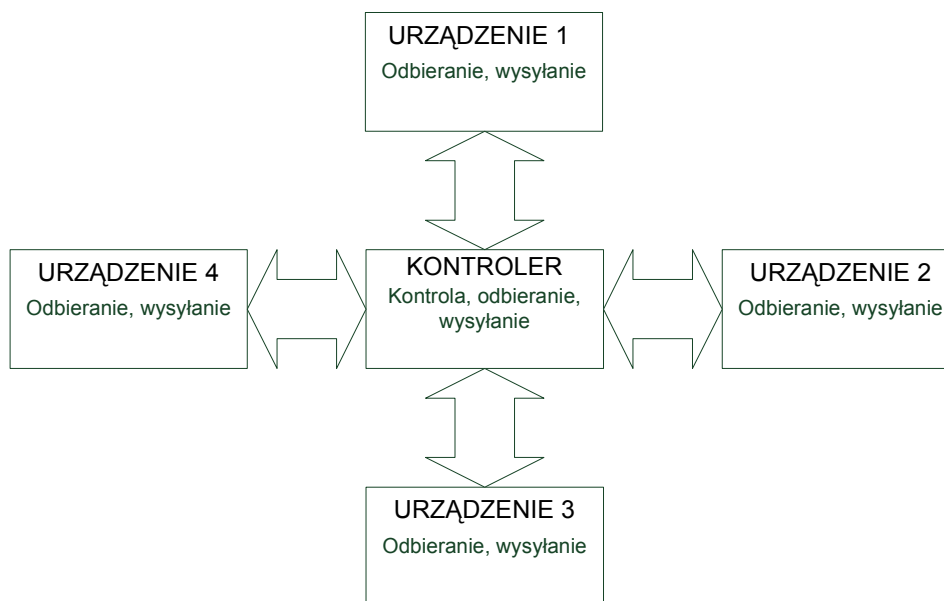 URZĄDZENIE 1
Odbieranie, wysyłanie
URZĄDZENIE 4
Odbieranie, wysyłanie
KONTROLER
Kontrola, odbieranie,
wysyłanie
URZĄDZENIE 2
Odbieranie, wysyłanie
URZĄDZENIE 3
Odbieranie, wysyłanie